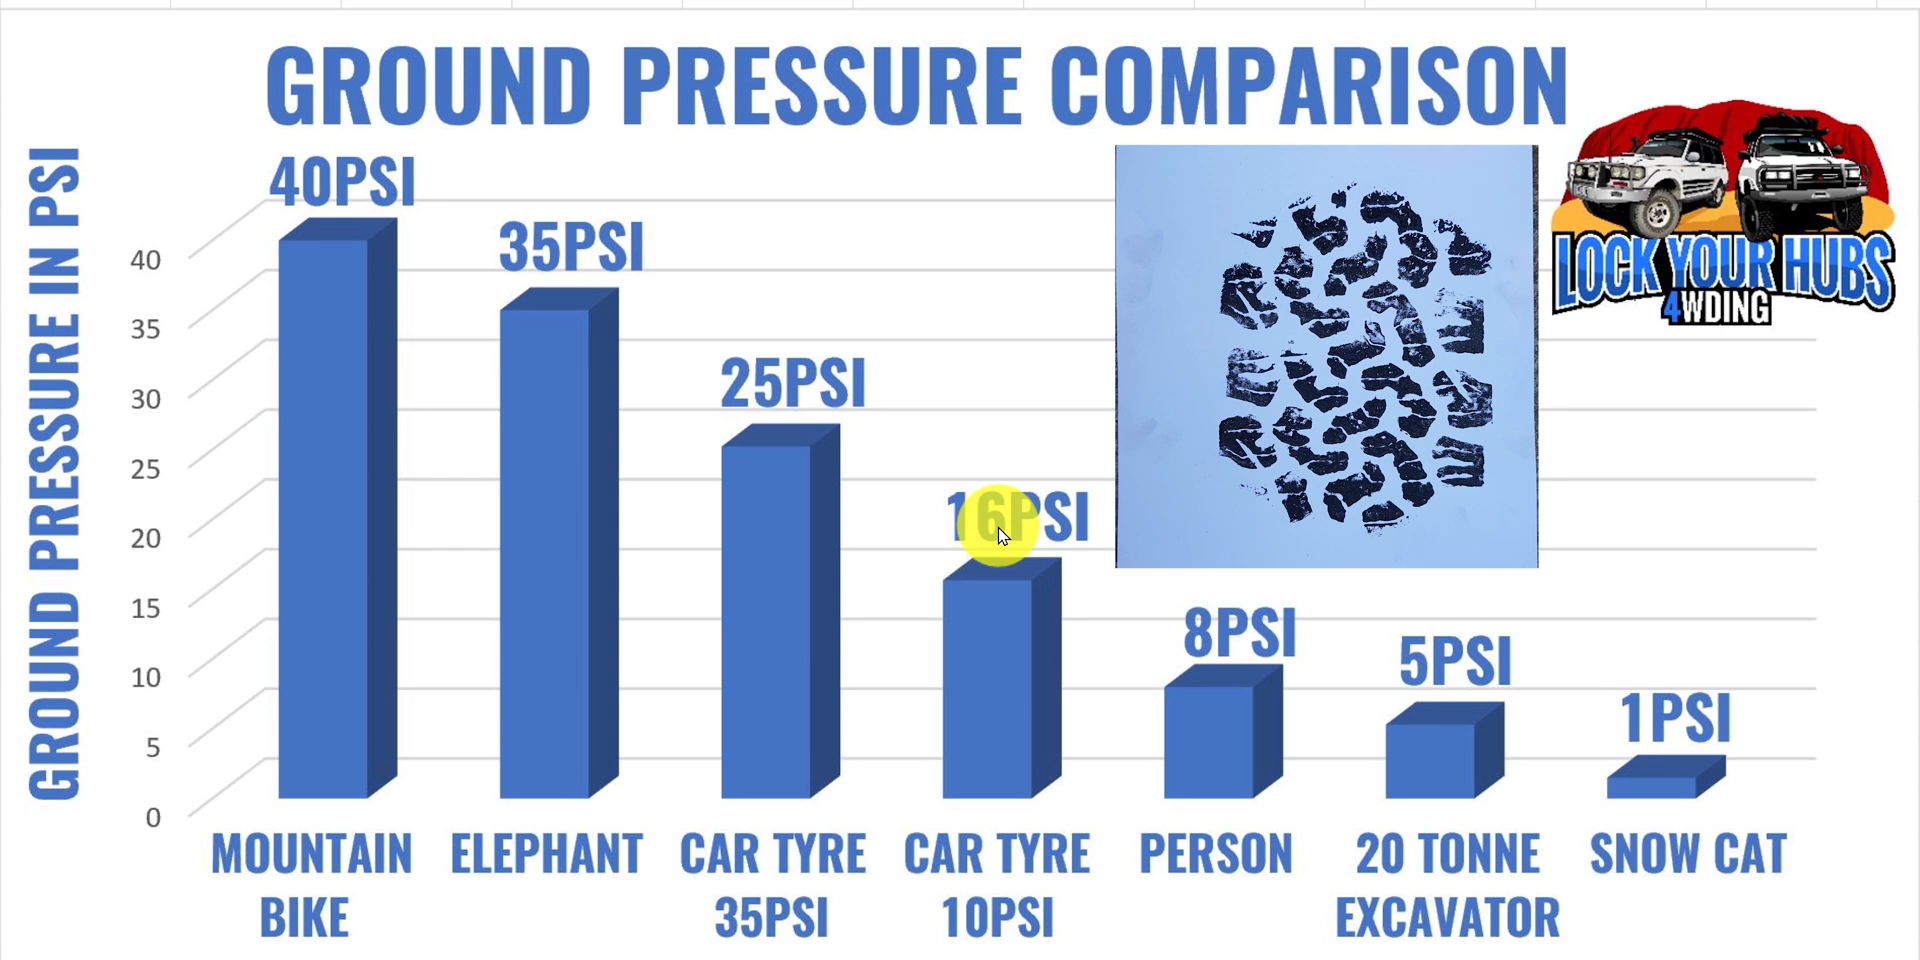 GROUND PRESSURE COMPARISON
GROUND PRESSURE IN PSI
40PSI
35PSI
25PSI
16PSI
8PSI
5PSI
1PSI
40
35
30
25
20
15
10
5
0
MOUNTAIN
BIKE
ELEPHANT
CAR TYRE
35PSI
CAR TYRE
10PSI
PERSON
20 TONNE
EXCAVATOR
SNOW CAT
LOCK YOUR HUBS
4WDING